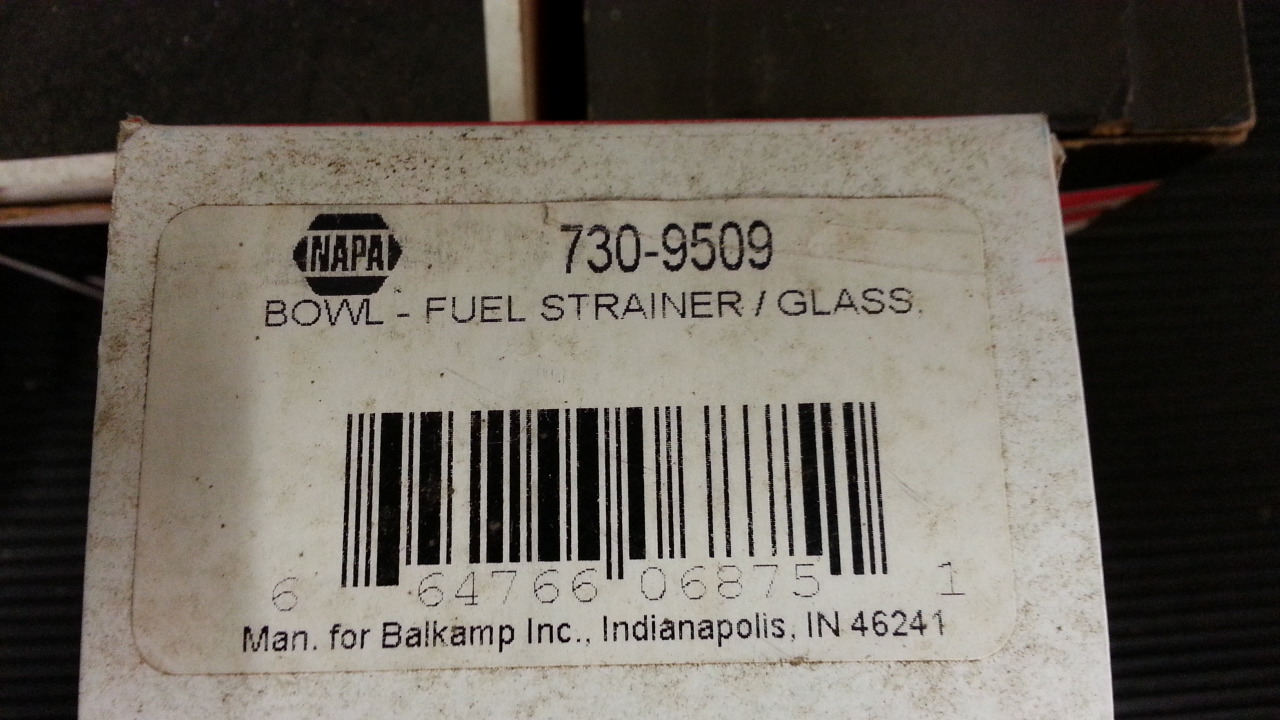 NAPA
730-9509
BOWL - FUEL STRAINER / GLASS.
6 64766 06875 1
Man. for Balkamp Inc., Indianapolis, IN 46241